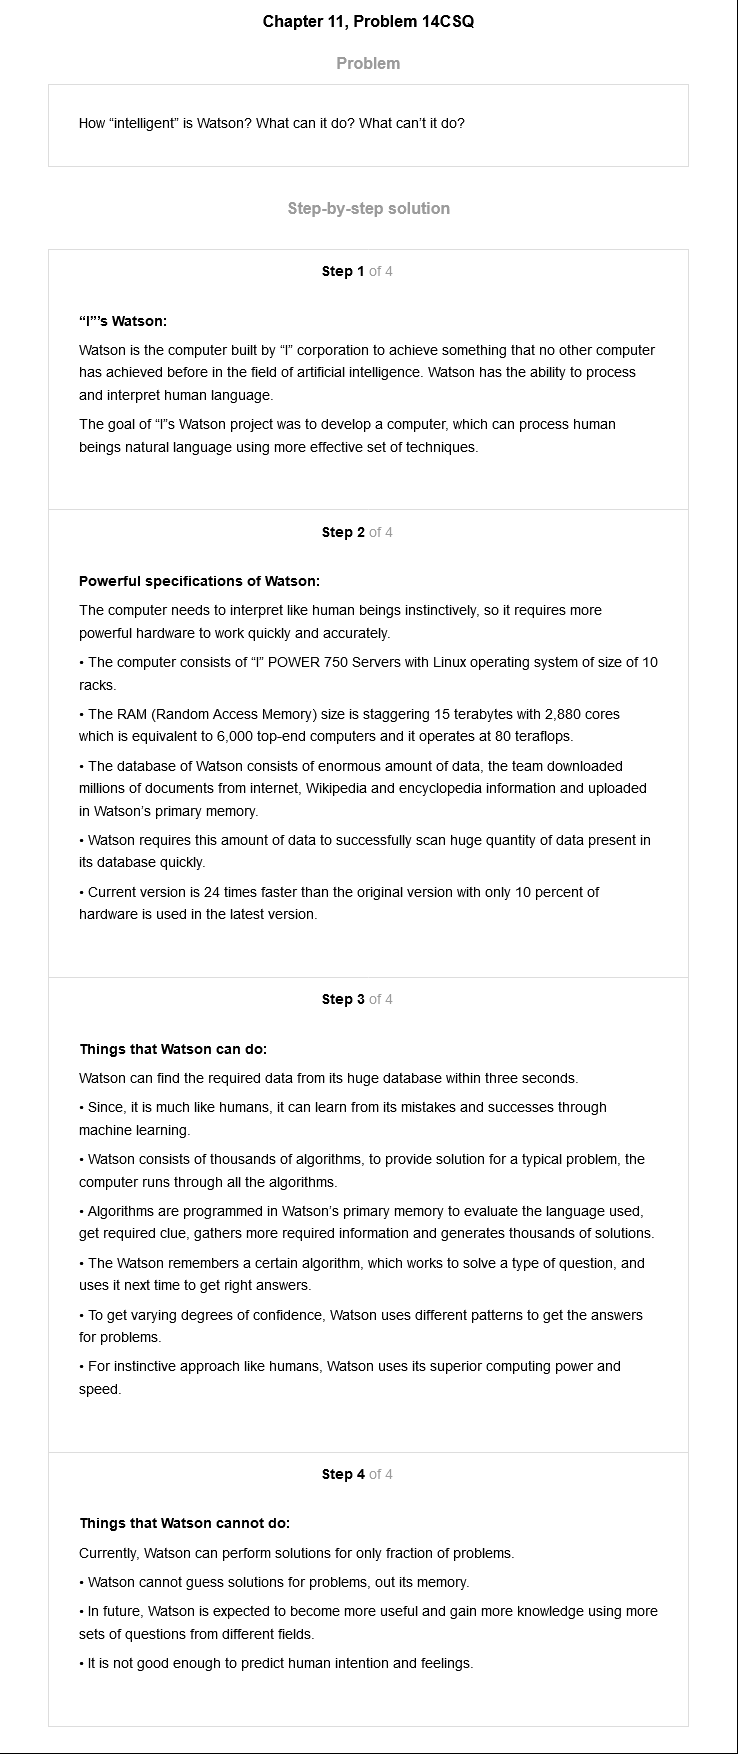 Chapter 11, Problem 14CSQ
Problem
How “intelligent” is Watson? What can it do? What can’t it do?
Step-by-step solution
Step 1 of 4
“I”’s Watson:
Watson is the computer built by “I” corporation to achieve something that no other computer
has achieved before in the field of artificial intelligence. Watson has the ability to process
and interpret human language.
The goal of “I”s Watson project was to develop a computer, which can process human
beings natural language using more effective set of techniques.
Step 2 of 4
Powerful specifications of Watson:
The computer needs to interpret like human beings instinctively, so it requires more
powerful hardware to work quickly and accurately.
• The computer consists of “I” POWER 750 Servers with Linux operating system of size of 10
racks.
• The RAM (Random Access Memory) size is staggering 15 terabytes with 2,880 cores
which is equivalent to 6,000 top-end computers and it operates at 80 teraflops.
• The database of Watson consists of enormous amount of data, the team downloaded
millions of documents from internet, Wikipedia and encyclopedia information and uploaded
in Watson’s primary memory.
• Watson requires this amount of data to successfully scan huge quantity of data present in
its database quickly.
• Current version is 24 times faster than the original version with only 10 percent of
hardware is used in the latest version.
Step 3 of 4
Things that Watson can do:
Watson can find the required data from its huge database within three seconds.
• Since, it is much like humans, it can learn from its mistakes and successes through
machine learning.
• Watson consists of thousands of algorithms, to provide solution for a typical problem, the
computer runs through all the algorithms.
• Algorithms are programmed in Watson’s primary memory to evaluate the language used,
get required clue, gathers more required information and generates thousands of solutions.
• The Watson remembers a certain algorithm, which works to solve a type of question, and
uses it next time to get right answers.
• To get varying degrees of confidence, Watson uses different patterns to get the answers
for problems.
• For instinctive approach like humans, Watson uses its superior computing power and
speed.
Step 4 of 4
Things that Watson cannot do:
Currently, Watson can perform solutions for only fraction of problems.
• Watson cannot guess solutions for problems, out its memory.
• In future, Watson is expected to become more useful and gain more knowledge using more
sets of questions from different fields.
• It is not good enough to predict human intention and feelings.